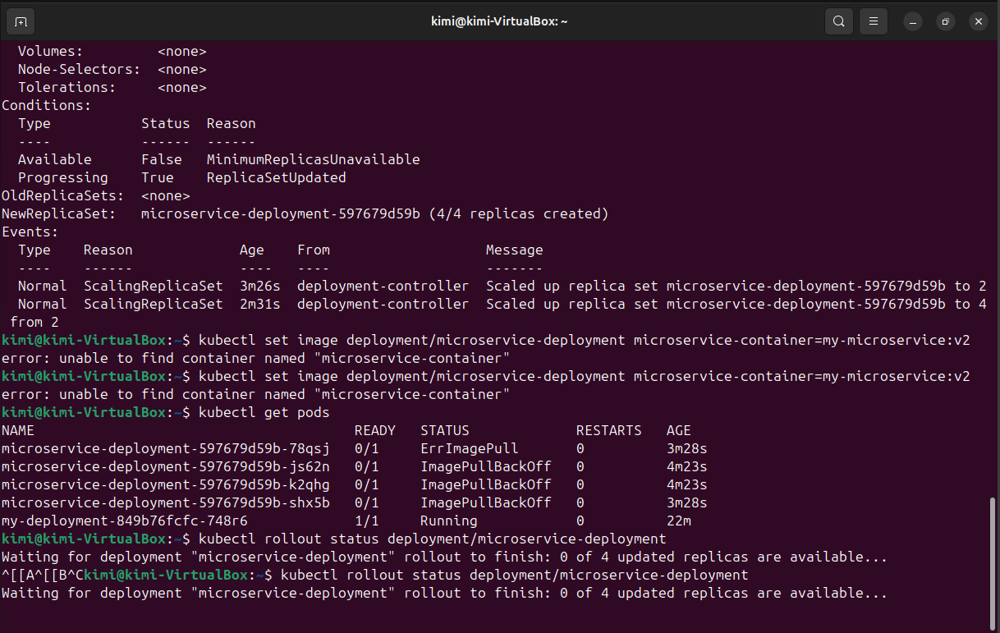 kimi@kimi-VirtualBox: ~
  Volumes:         <none>
  Node-Selectors:  <none>
  Tolerations:     <none>
Conditions:
  Type           Status  Reason
  ----           ------  ------
  Available      False   MinimumReplicasUnavailable
  Progressing    True    ReplicaSetUpdated
OldReplicaSets:  <none>
NewReplicaSet:   microservice-deployment-597679d59b (4/4 replicas created)
Events:
  Type    Reason             Age    From                   Message
  ----    ------             ----   ----                   -------
  Normal  ScalingReplicaSet  3m26s  deployment-controller  Scaled up replica set microservice-deployment-597679d59b to 2
  Normal  ScalingReplicaSet  2m31s  deployment-controller  Scaled up replica set microservice-deployment-597679d59b to 4
 from 2
kimi@kimi-VirtualBox:~$ kubectl set image deployment/microservice-deployment microservice-container=my-microservice:v2
error: unable to find container named "microservice-container"
kimi@kimi-VirtualBox:~$ kubectl set image deployment/microservice-deployment microservice-container=my-microservice:v2
error: unable to find container named "microservice-container"
kimi@kimi-VirtualBox:~$ kubectl get pods
NAME                                       READY   STATUS             RESTARTS   AGE
microservice-deployment-597679d59b-78qsj   0/1     ErrImagePull       0          3m28s
microservice-deployment-597679d59b-js62n   0/1     ImagePullBackOff   0          4m23s
microservice-deployment-597679d59b-k2qhg   0/1     ImagePullBackOff   0          4m23s
microservice-deployment-597679d59b-shx5b   0/1     ImagePullBackOff   0          3m28s
my-deployment-849b76fcfc-748r6             1/1     Running            0          22m
kimi@kimi-VirtualBox:~$ kubectl rollout status deployment/microservice-deployment
Waiting for deployment "microservice-deployment" rollout to finish: 0 of 4 updated replicas are available...
^[[A^[[B^Ckimi@kimi-VirtualBox:~$ kubectl rollout status deployment/microservice-deployment
Waiting for deployment "microservice-deployment" rollout to finish: 0 of 4 updated replicas are available...